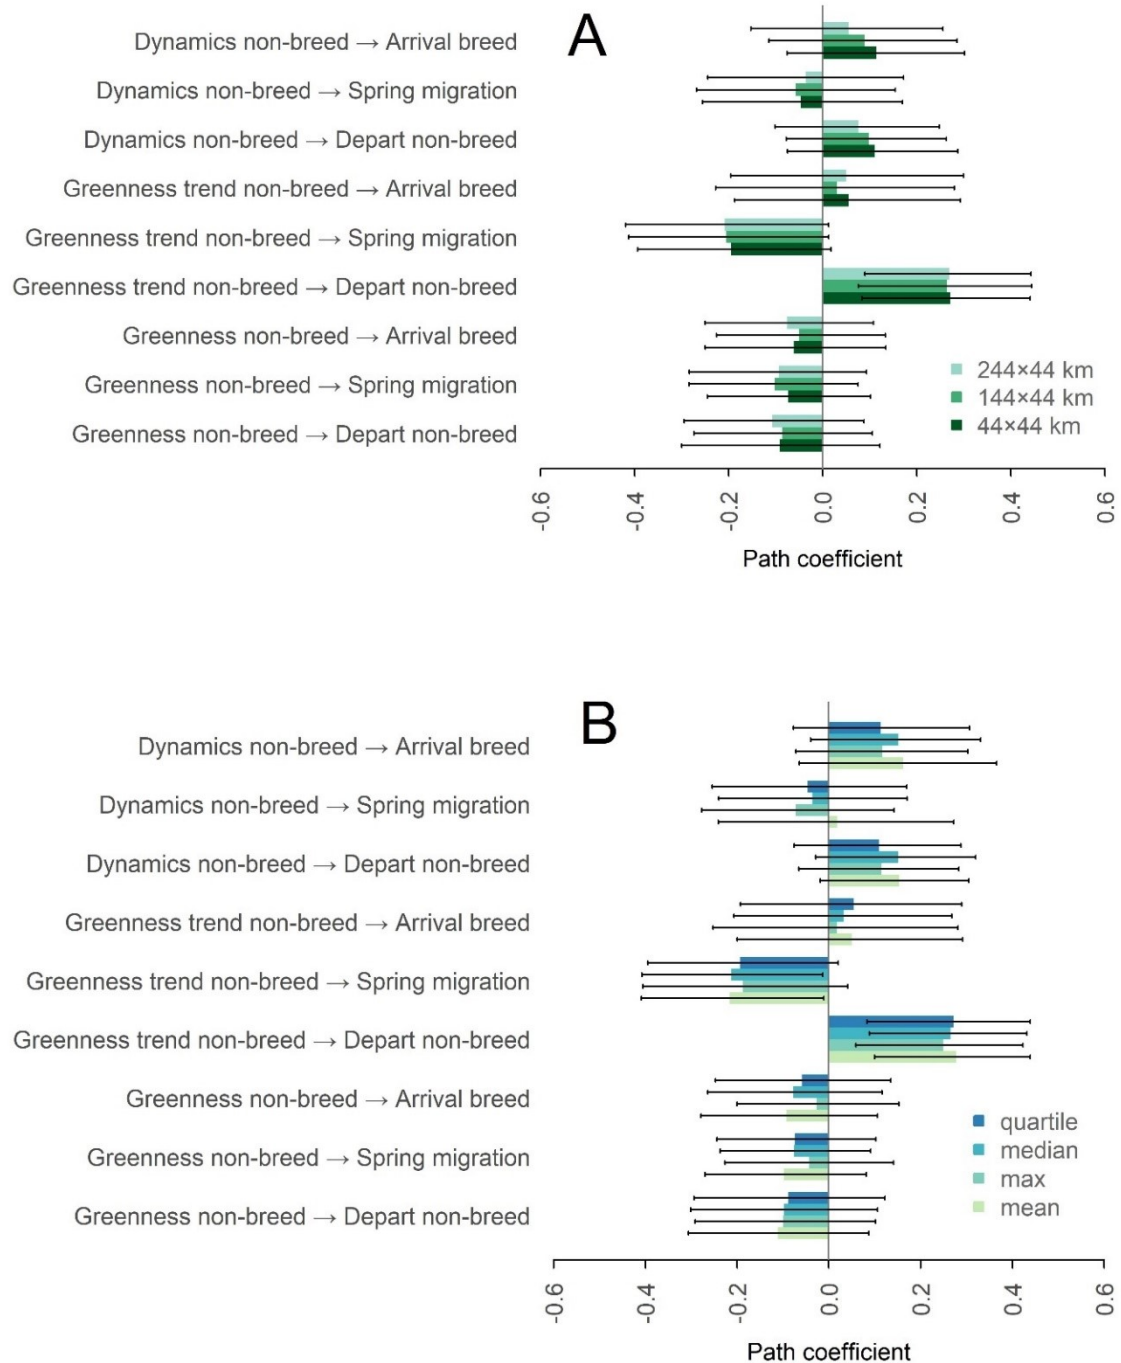 A
Dynamics non-breed → Arrival breed
Dynamics non-breed → Spring migration
Dynamics non-breed → Depart non-breed
Greenness trend non-breed → Arrival breed
Greenness trend non-breed → Spring migration
Greenness trend non-breed → Depart non-breed
Greenness non-breed → Arrival breed
Greenness non-breed → Spring migration
Greenness non-breed → Depart non-breed
244×44 km
144×44 km
44×44 km
-0.6 -0.4 -0.2 0.0 0.2 0.4 0.6
Path coefficient
B
Dynamics non-breed → Arrival breed
Dynamics non-breed → Spring migration
Dynamics non-breed → Depart non-breed
Greenness trend non-breed → Arrival breed
Greenness trend non-breed → Spring migration
Greenness trend non-breed → Depart non-breed
Greenness non-breed → Arrival breed
Greenness non-breed → Spring migration
Greenness non-breed → Depart non-breed
quartile
median
max
mean
-0.6 -0.4 -0.2 0.0 0.2 0.4 0.6
Path coefficient